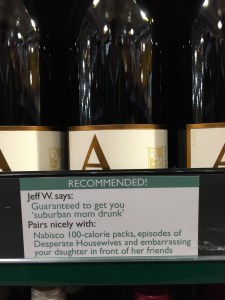 A
A
A
RECOMMENDED!
Jeff W. says:
Guaranteed to get you
'suburban mom drunk'
Pairs nicely with:
Nabisco 100-calorie packs, episodes of
Desperate Housewives and embarrassing
your daughter in front of her friends